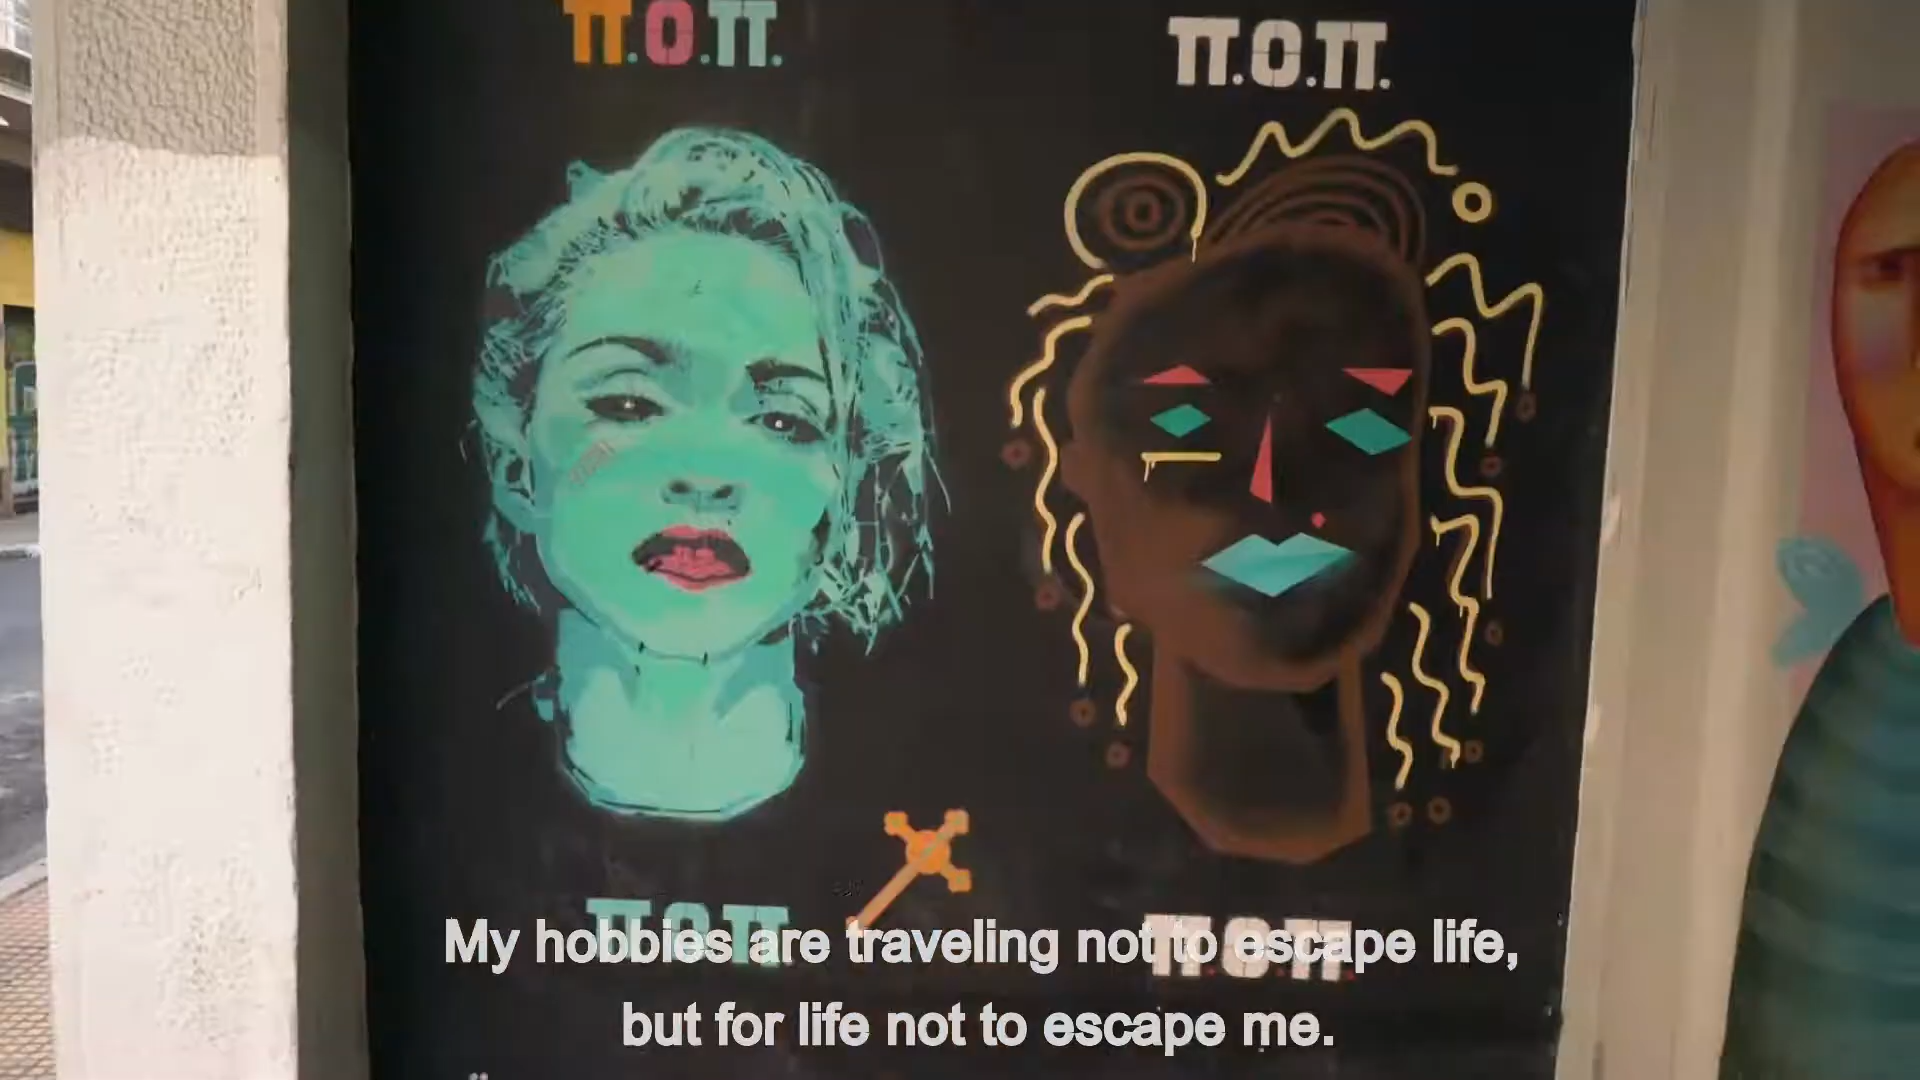 π.ο.π.
π.ο.π.
π.ο.π.
π.ο.π.
My hobbies are traveling not to escape life,
but for life not to escape me.